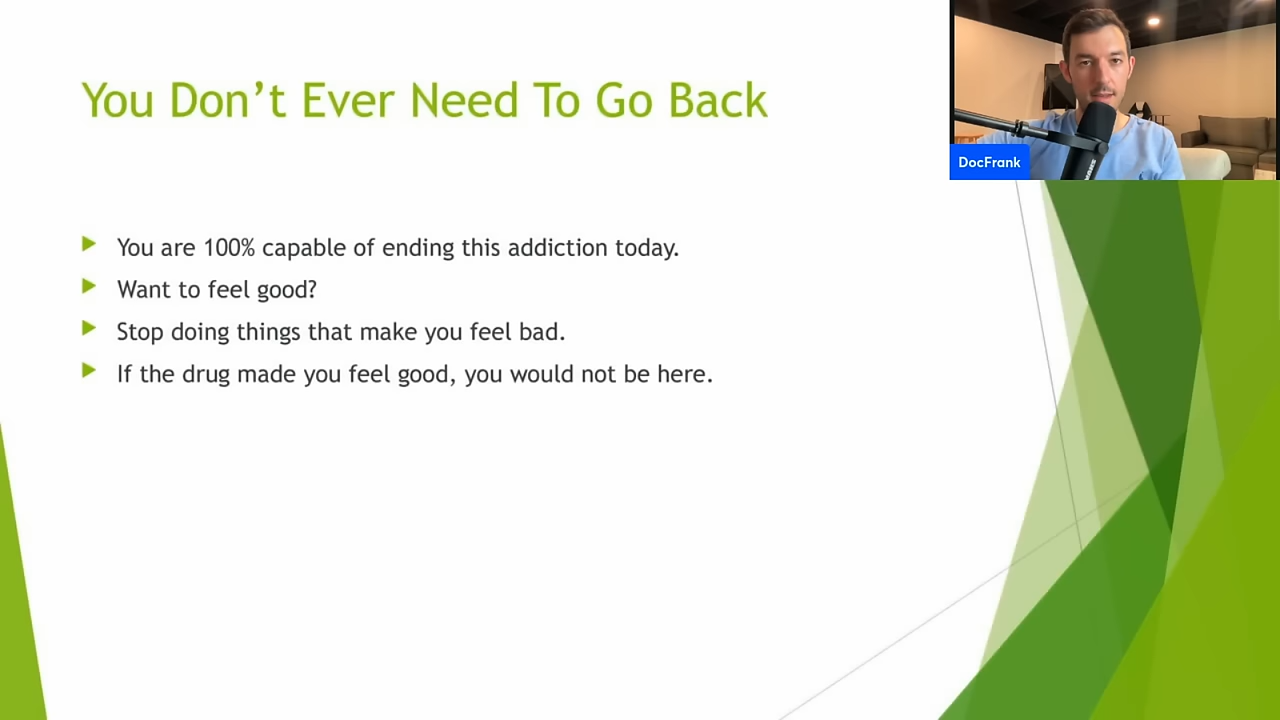 You Don’t Ever Need To Go Back
DocFrank
You are 100% capable of ending this addiction today.
Want to feel good?
Stop doing things that make you feel bad.
If the drug made you feel good, you would not be here.